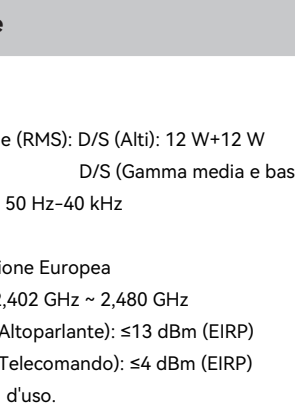 e
e (RMS): D/S (Alti): 12 W+12 W
D/S (Gamma media e bas
50 Hz-40 kHz
ione Europea
2,402 GHz ~ 2,480 GHz
Altoparlante): ≤13 dBm (EIRP)
Telecomando): ≤4 dBm (EIRP)
d'uso.